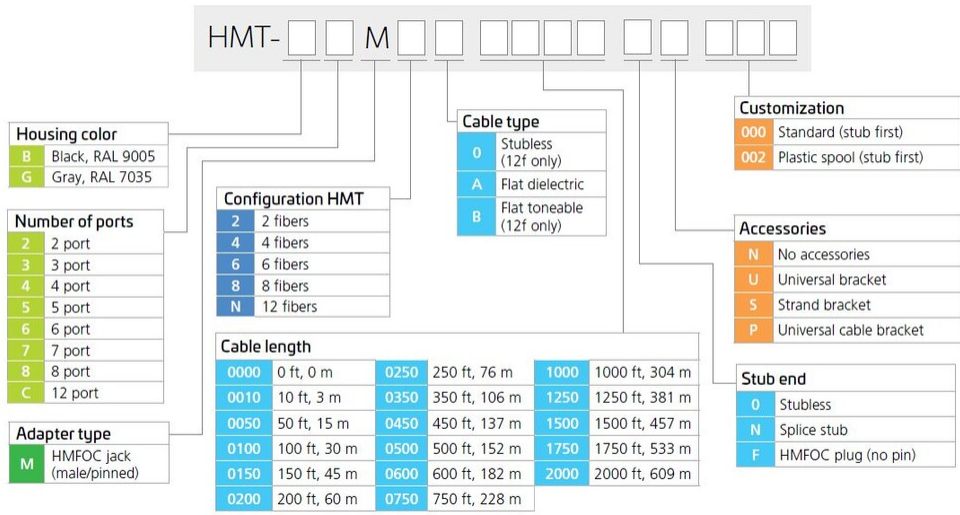 HMT- M
Housing color
B Black, RAL 9005
G Gray, RAL 7035
Number of ports
2 2 port
3 3 port
4 4 port
5 5 port
6 6 port
7 7 port
8 8 port
C 12 port
Adapter type
M HMFOC jack
(male/pinned)
Configuration HMT
2 2 fibers
4 4 fibers
6 6 fibers
8 8 fibers
N 12 fibers
Cable type
0 Stubless
(12f only)
A Flat dielectric
B Flat toneable
(12f only)
Cable length
0000 0 ft, 0 m 0250 250 ft, 76 m 1000 1000 ft, 304 m
0010 10 ft, 3 m 0350 350 ft, 106 m 1250 1250 ft, 381 m
0050 50 ft, 15 m 0450 450 ft, 137 m 1500 1500 ft, 457 m
0100 100 ft, 30 m 0500 500 ft, 152 m 1750 1750 ft, 533 m
0150 150 ft, 45 m 0600 600 ft, 182 m 2000 2000 ft, 609 m
0200 200 ft, 60 m 0750 750 ft, 228 m
Customization
000 Standard (stub first)
002 Plastic spool (stub first)
Accessories
N No accessories
U Universal bracket
S Strand bracket
P Universal cable bracket
Stub end
0 Stubless
N Splice stub
F HMFOC plug (no pin)